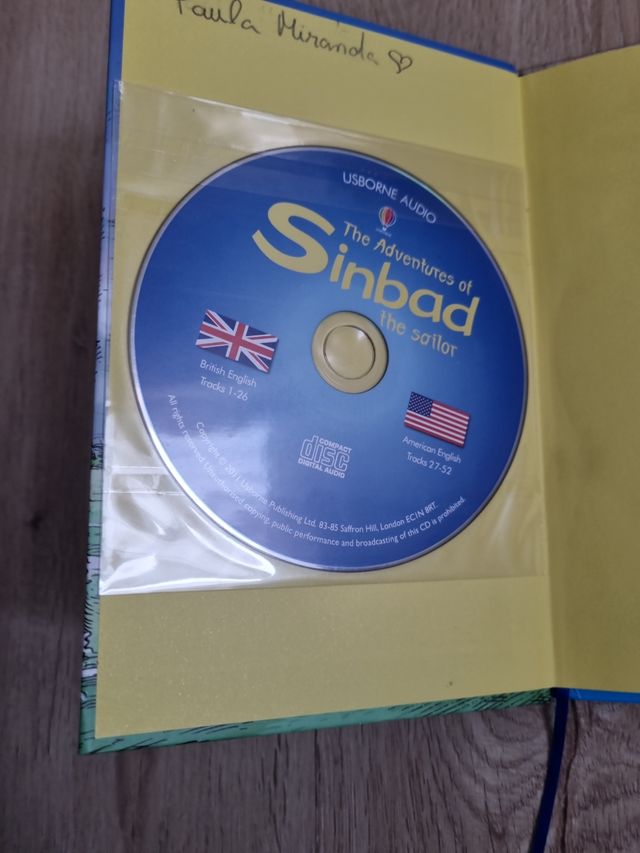 Paula Miranda
USBORNE AUDIO
The Adventures of
Sinbad
the sailor
British English
Tracks 1-26
American English
Tracks 27-52
COMPACT
disc
DIGITAL AUDIO
Copyright © 2011 Usborne Publishing Ltd. 83-85 Saffron Hill, London EC1N 8RT.
All rights reserved. Unauthorised copying, public performance and broadcasting of this CD is prohibited.